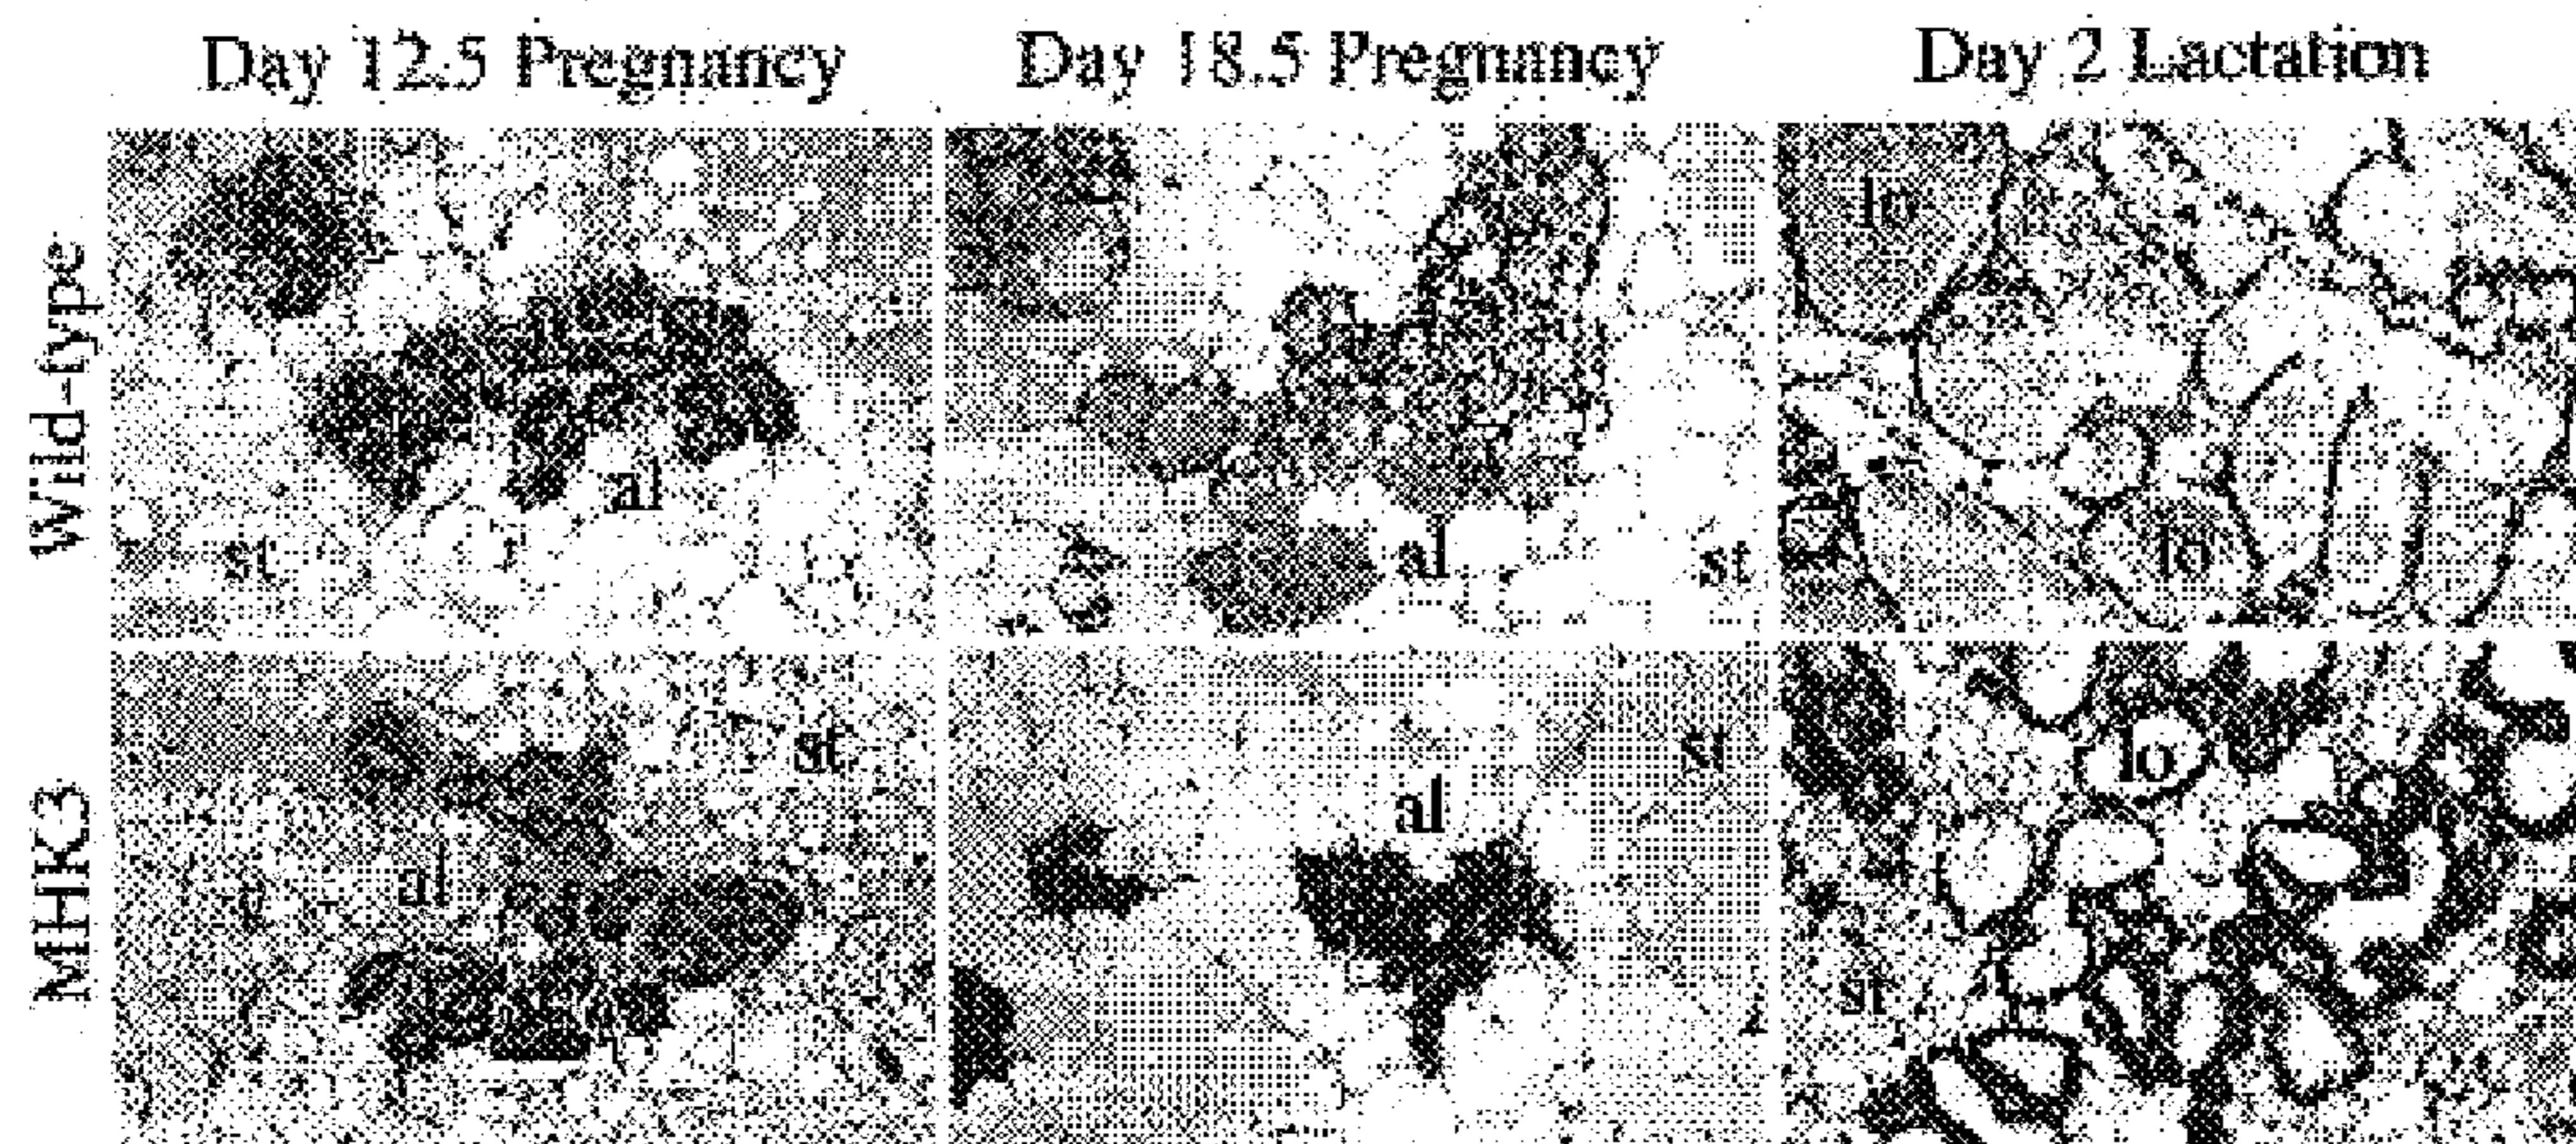 Day 12.5 Pregnancy
Day 18.5 Pregnancy
Day 2 Lactation
Wild-type
lo
al
st
al
st
lo
MHK3
st
al
al
st
lo
st